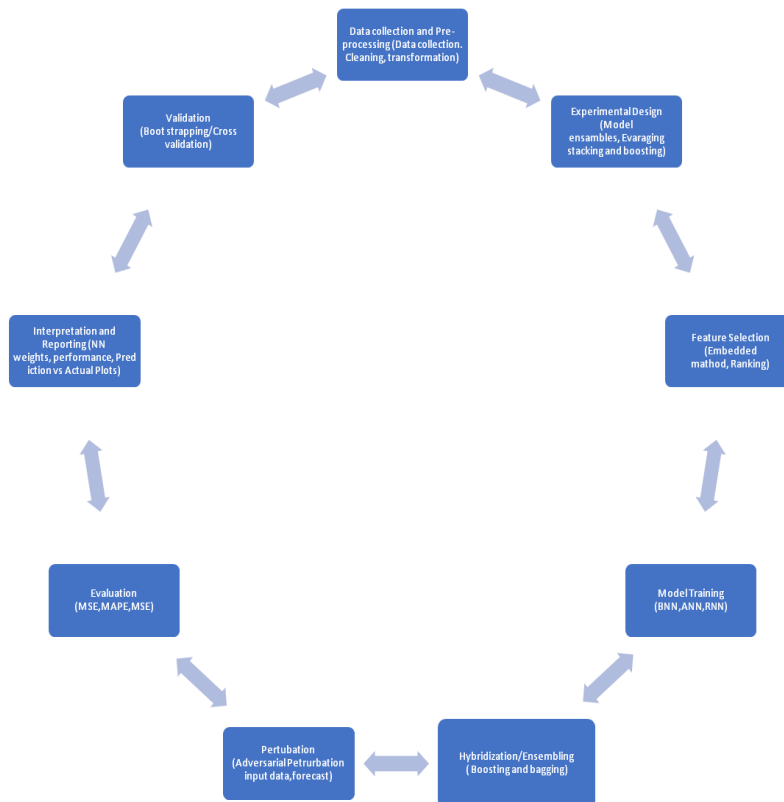 Data collection and Pre-
processing (Data collection.
Cleaning, transformation)
Experimental Design
(Model
ensambles, Evaraging
stacking and boosting)
Feature Selection
(Embedded
mathod, Ranking)
Model Training
(BNN,ANN,RNN)
Hybridization/Ensembling
( Boosting and bagging)
Pertubation
(Adversarial Petrurbation
input data,forecast)
Evaluation
(MSE,MAPE,MSE)
Interpretation and
Reporting (NN
weights, performance, Pred
iction vs Actual Plots)
Validation
(Boot strapping/Cross
validation)